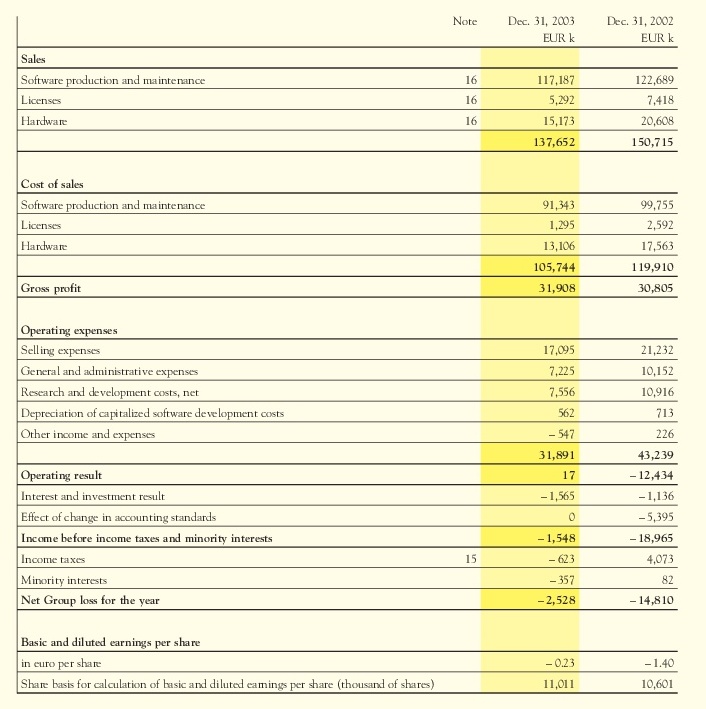 Note Dec. 31, 2003 Dec. 31, 2002
EUR k EUR k
Sales
Software production and maintenance 16 117,187 122,689
Licenses 16 5,292 7,418
Hardware 16 15,173 20,608
137,652 150,715
Cost of sales
Software production and maintenance 91,343 99,755
Licenses 1,295 2,592
Hardware 13,106 17,563
105,744 119,910
Gross profit 31,908 30,805
Operating expenses
Selling expenses 17,095 21,232
General and administrative expenses 7,225 10,152
Research and development costs, net 7,556 10,916
Depreciation of capitalized software development costs 562 713
Other income and expenses – 547 226
31,891 43,239
Operating result 17 – 12,434
Interest and investment result – 1,565 – 1,136
Effect of change in accounting standards 0 – 5,395
Income before income taxes and minority interests – 1,548 – 18,965
Income taxes 15 – 623 4,073
Minority interests – 357 82
Net Group loss for the year – 2,528 – 14,810
Basic and diluted earnings per share
in euro per share – 0.23 – 1.40
Share basis for calculation of basic and diluted earnings per share (thousand of shares) 11,011 10,601